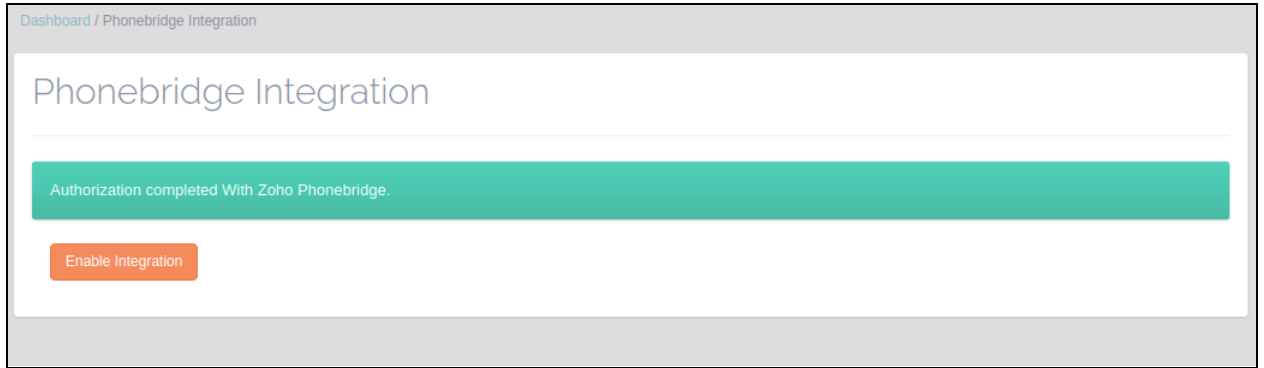 Dashboard / Phonebridge Integration
Phonebridge Integration
Authorization completed With Zoho Phonebridge.
Enable Integration